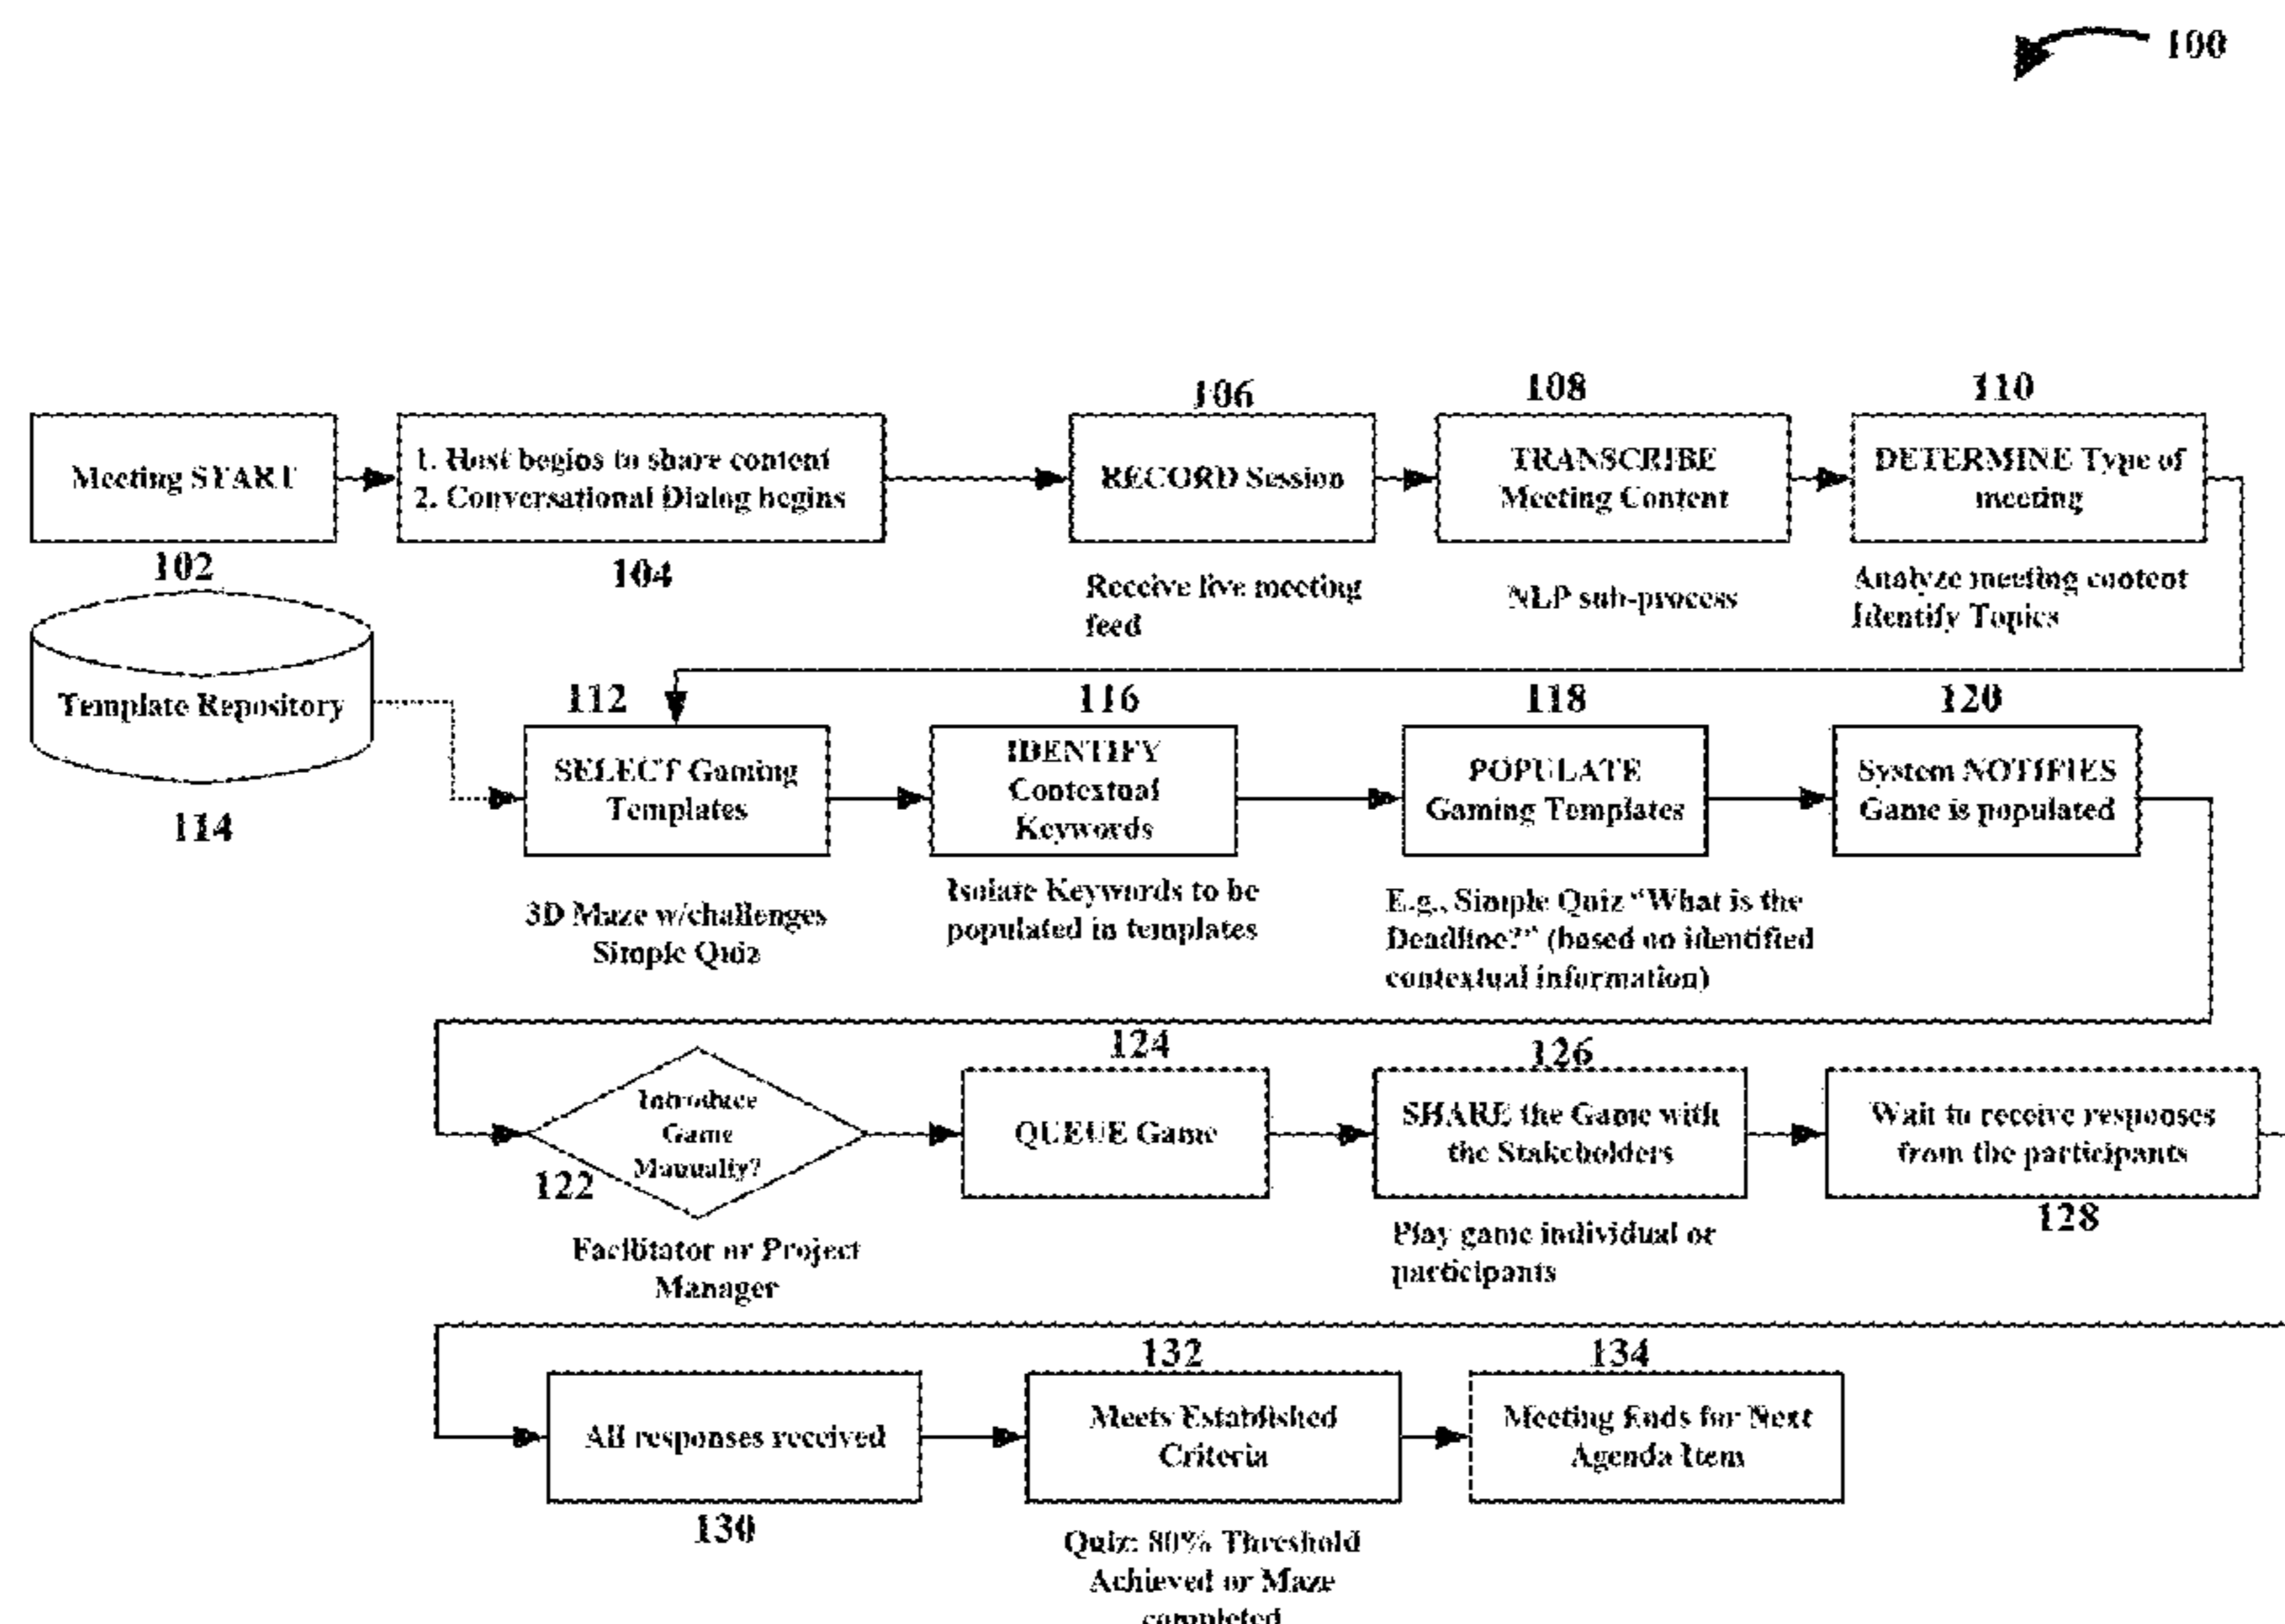 100
106
108
110
Meeting START
1. Host begins to share content
2. Conversational Dialog begins
RECORD Session
TRANSCRIBE
Meeting Content
DETERMINE Type of
meeting
102
104
Receive live meeting
feed
NLP sub-process
Analyze meeting content
Identify Topics
Template Repository
114
112
116
118
120
SELECT Gaming
Templates
IDENTIFY
Contextual
Keywords
POPULATE
Gaming Templates
System NOTIFIES
Game is populated
3D Maze w/challenges
Simple Quiz
Isolate Keywords to be
populated in templates
E.g., Simple Quiz “What is the
Deadline?” (based on identified
contextual information)
124
126
Introduce
Game
Manually?
122
QUEUE Game
SHARE the Game with
the Stakeholders
Wait to receive responses
from the participants
128
Facilitator or Project
Manager
Play game individual or
participants
132
134
All responses received
Meets Established
Criteria
Meeting Ends for Next
Agenda Item
130
Quiz: 80% Threshold
Achieved or Maze
completed